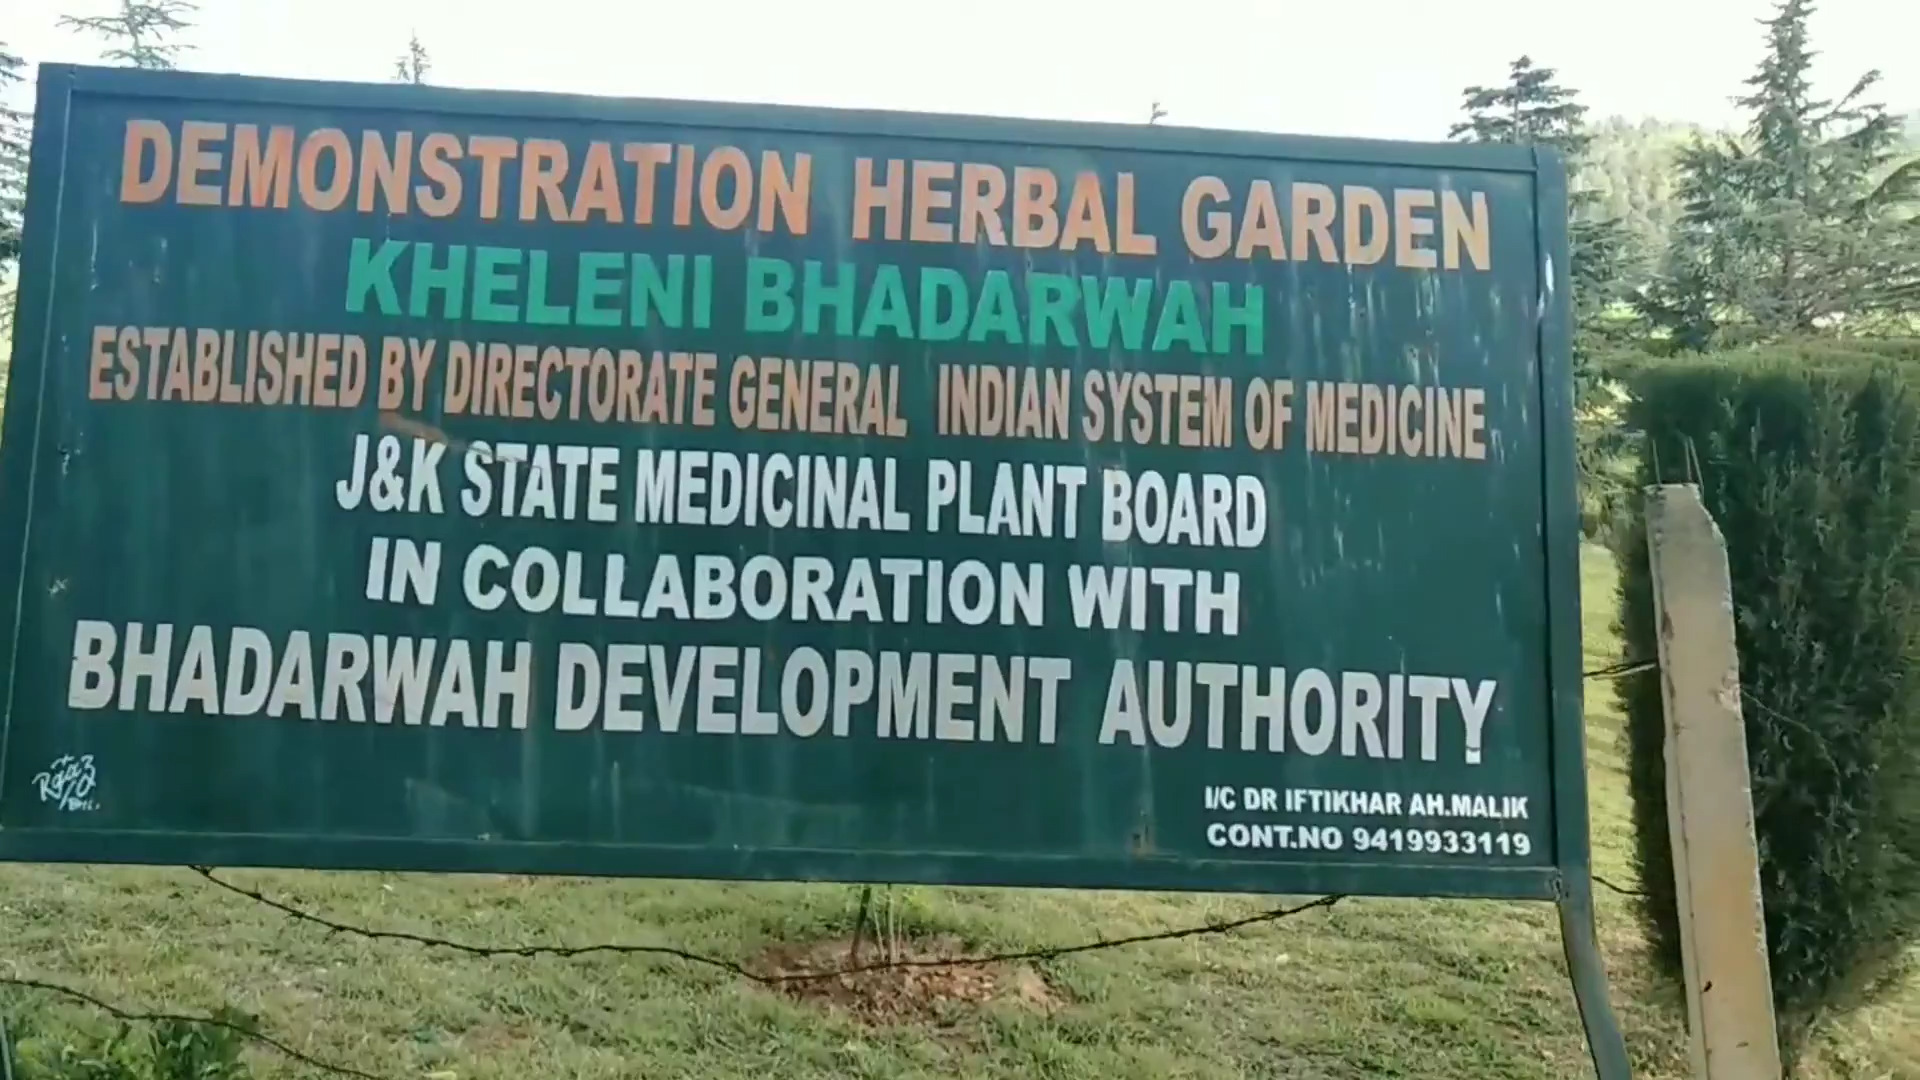 DEMONSTRATION HERBAL GARDEN
KHELENI BHADARWAH
ESTABLISHED BY DIRECTORATE GENERAL INDIAN SYSTEM OF MEDICINE
J&K STATE MEDICINAL PLANT BOARD
IN COLLABORATION WITH
BHADARWAH DEVELOPMENT AUTHORITY
I/C DR IFTIKHAR AH.MALIK
CONT.NO 9419933119